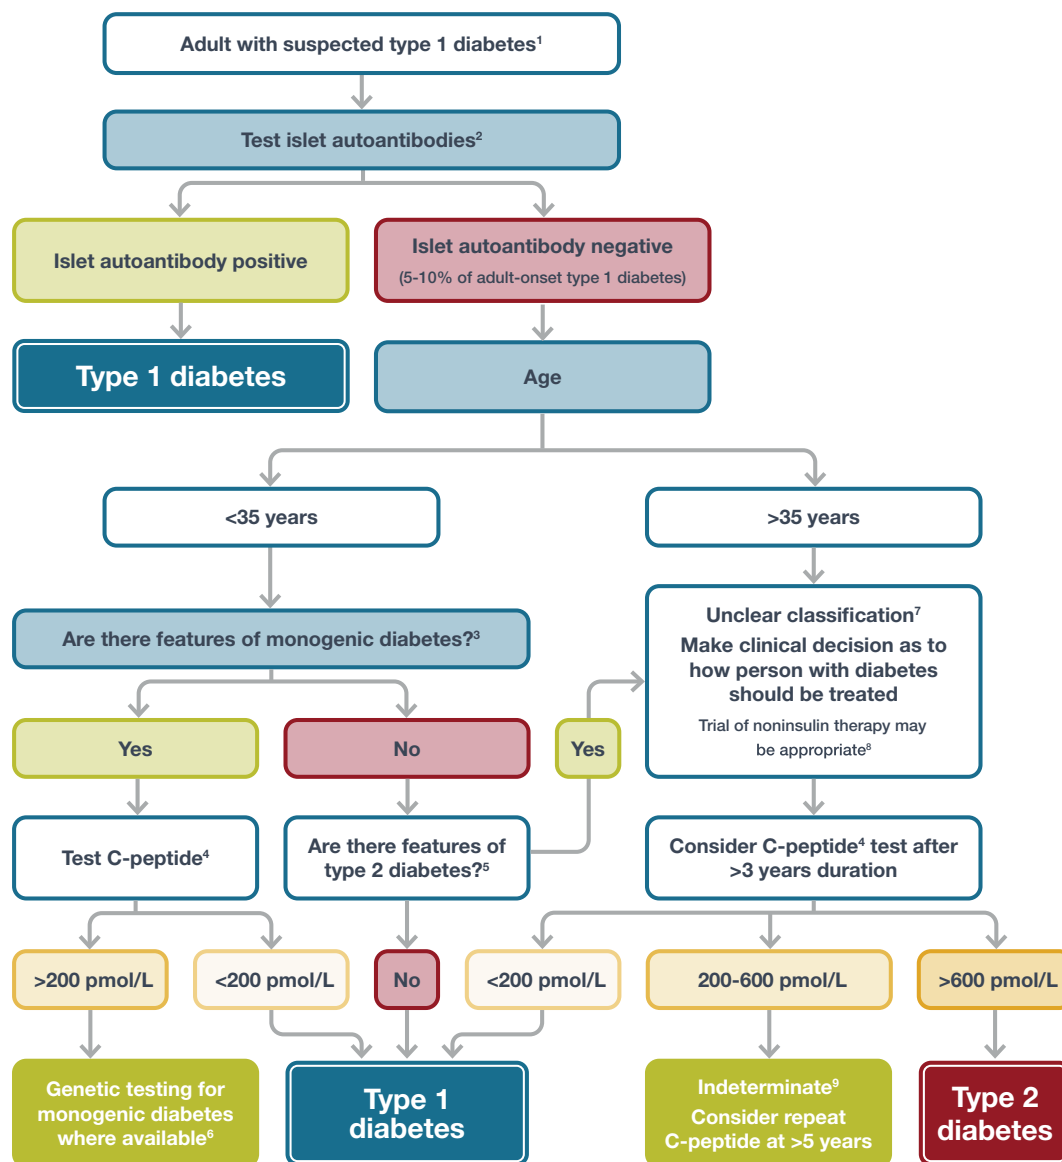 Adult with suspected type 1 diabetes¹
Test islet autoantibodies²
Islet autoantibody positive
Islet autoantibody negative
(5-10% of adult-onset type 1 diabetes)
Type 1 diabetes
Age
<35 years
>35 years
Are there features of monogenic diabetes?³
Unclear classification⁷
Make clinical decision as to
how person with diabetes
should be treated
Trial of noninsulin therapy may
be appropriate⁸
Yes
No
Yes
Test C-peptide⁴
Are there features of
type 2 diabetes?⁵
Consider C-peptide⁴ test after
>3 years duration
>200 pmol/L
<200 pmol/L
No
<200 pmol/L
200-600 pmol/L
>600 pmol/L
Genetic testing for
monogenic diabetes
where available⁶
Type 1
diabetes
Indeterminate⁹
Consider repeat
C-peptide at >5 years
Type 2
diabetes